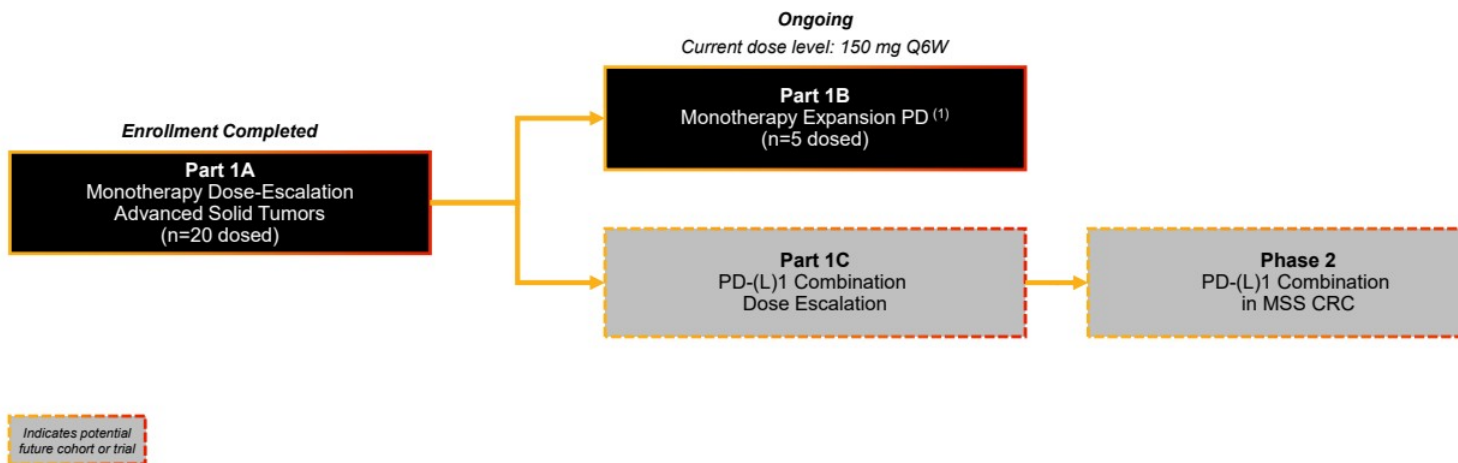 Ongoing
Current dose level: 150 mg Q6W
Enrollment Completed
Part 1A
Monotherapy Dose-Escalation
Advanced Solid Tumors
(n=20 dosed)
Part 1B
Monotherapy Expansion PD (1)
(n=5 dosed)
Part 1C
PD-(L)1 Combination
Dose Escalation
Phase 2
PD-(L)1 Combination
in MSS CRC
Indicates potential
future cohort or trial